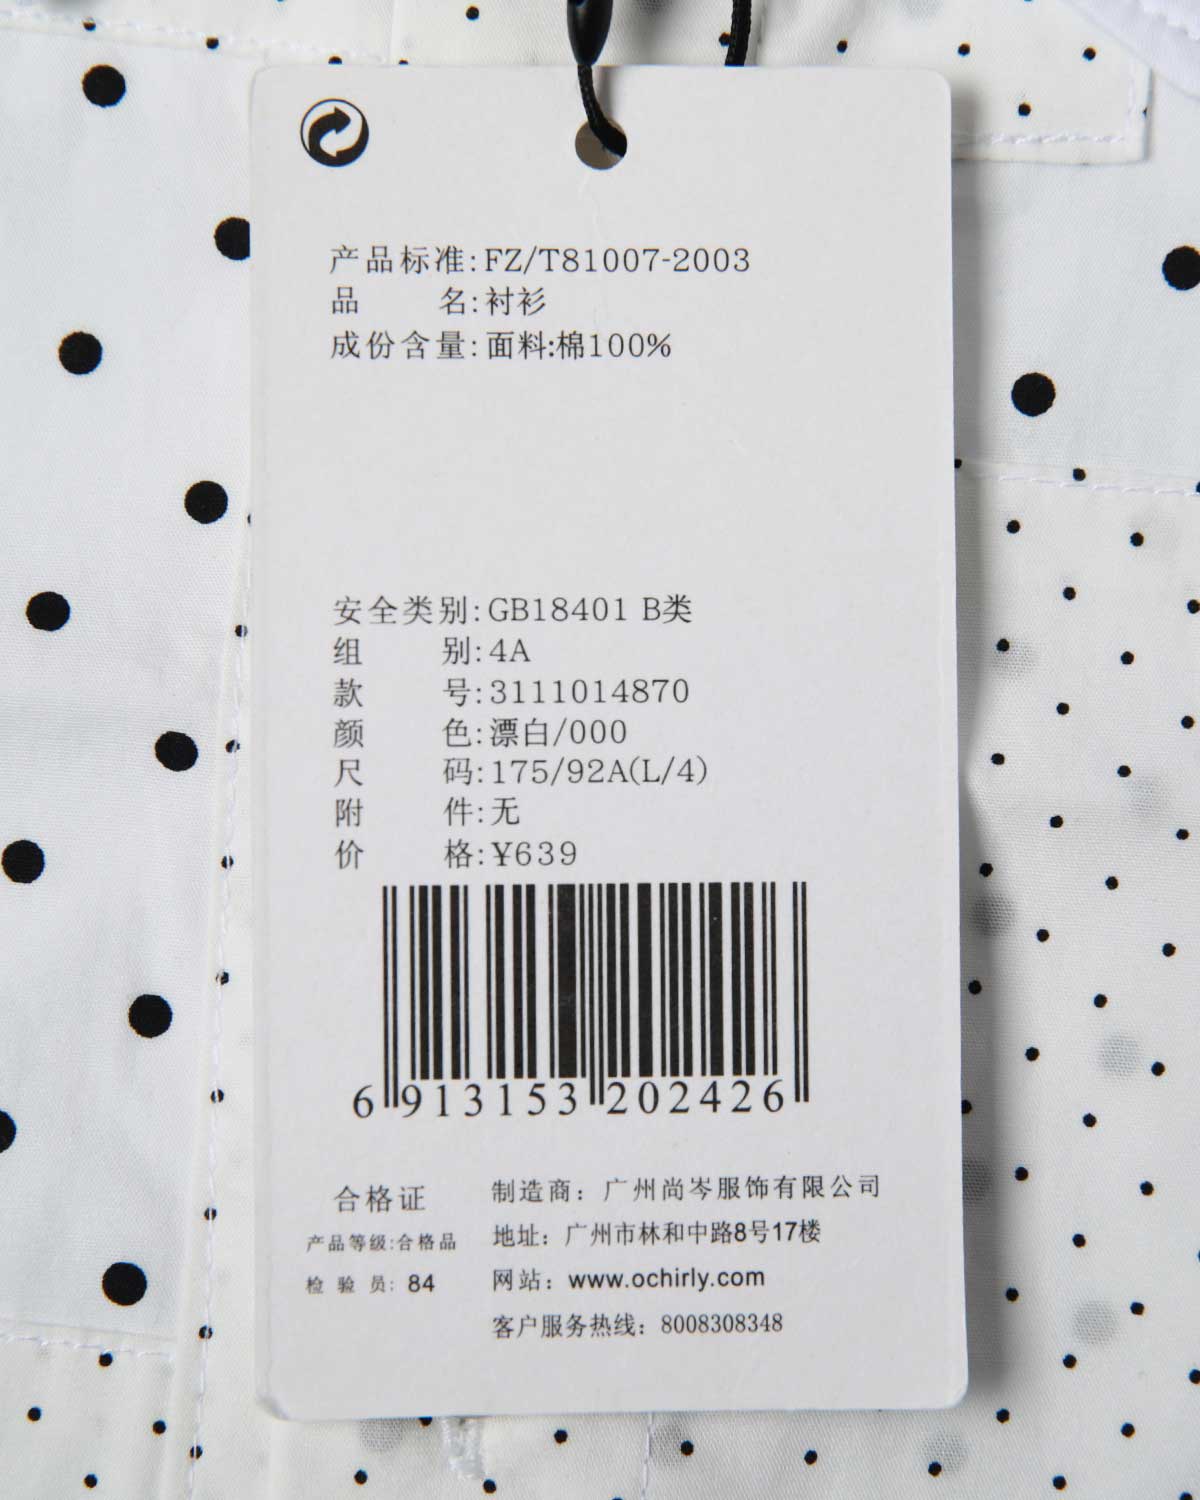 产品标准:FZ/T81007-2003
品 名:衬衫
成份含量:面料:棉100%
安全类别:GB18401 B类
组 别:4A
款 号:3111014870
颜 色:漂白/000
尺 码:175/92A(L/4)
附 件:无
价 格:¥639
6 913153 202426
合格证
产品等级:合格品
检 验 员: 84
制造商：广州尚岑服饰有限公司
地址：广州市林和中路8号17楼
网站：www.ochirly.com
客户服务热线：8008308348